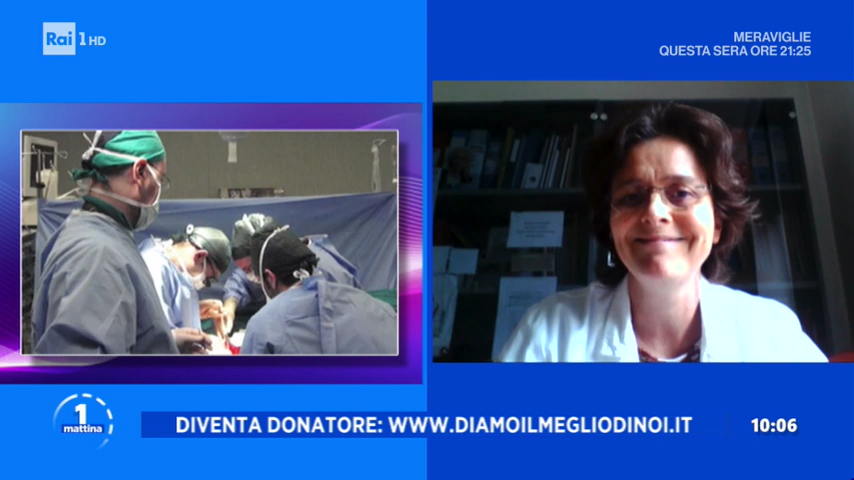 Rai 1 HD
MERAVIGLIE
QUESTA SERA ORE 21:25
1
mattina
DIVENTA DONATORE: WWW.DIAMOILMEGLIODINOI.IT
10:06